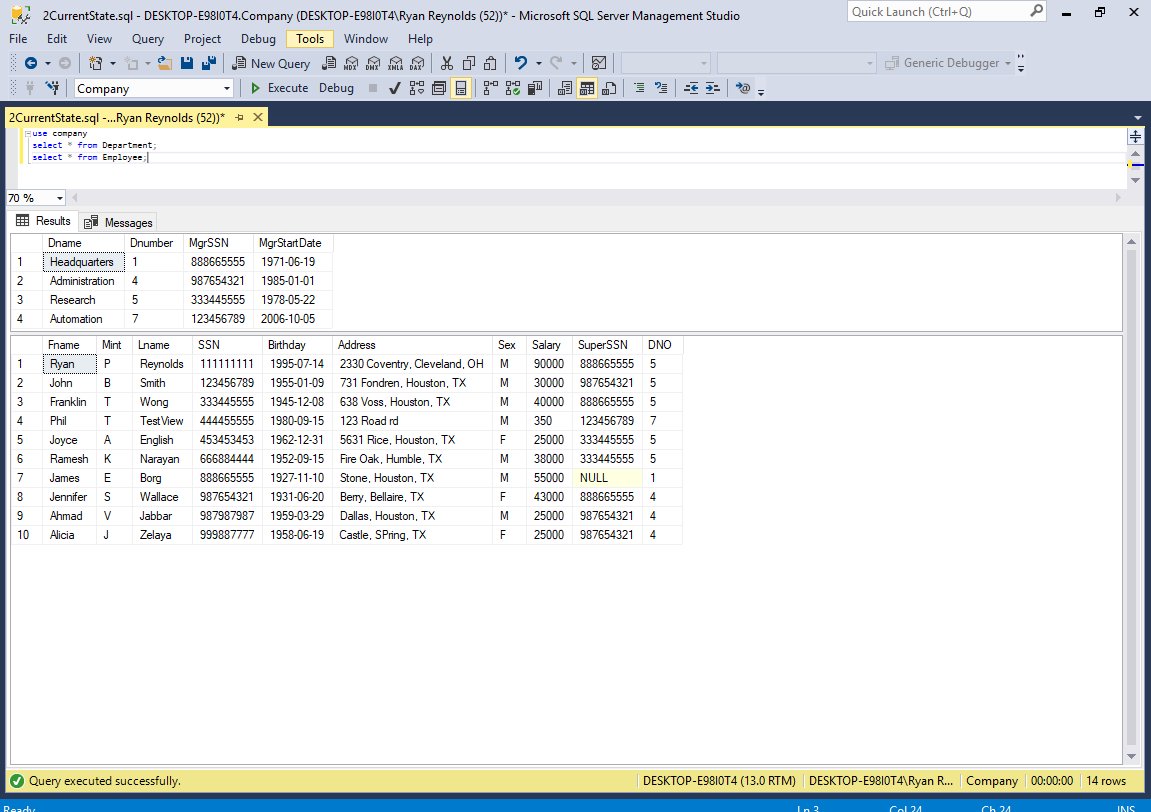 2CurrentState.sql - DESKTOP-E98I0T4.Company (DESKTOP-E98I0T4\Ryan Reynolds (52))* - Microsoft SQL Server Management Studio
Quick Launch (Ctrl+Q)
File Edit View Query Project Debug Tools Window Help
New Query MDX DMX XMLA DAX Generic Debugger
Company Execute Debug
2CurrentState.sql -...Ryan Reynolds (52))*
use company
select * from Department;
select * from Employee;
70 %
Results Messages
Dname Dnumber MgrSSN MgrStartDate
1 Headquarters 1 888665555 1971-06-19
2 Administration 4 987654321 1985-01-01
3 Research 5 333445555 1978-05-22
4 Automation 7 123456789 2006-10-05
Fname Mint Lname SSN Birthday Address Sex Salary SuperSSN DNO
1 Ryan P Reynolds 111111111 1995-07-14 2330 Coventry, Cleveland, OH M 90000 888665555 5
2 John B Smith 123456789 1955-01-09 731 Fondren, Houston, TX M 30000 987654321 5
3 Franklin T Wong 333445555 1945-12-08 638 Voss, Houston, TX M 40000 888665555 5
4 Phil T TestView 444455555 1980-09-15 123 Road rd M 350 123456789 7
5 Joyce A English 453453453 1962-12-31 5631 Rice, Houston, TX F 25000 333445555 5
6 Ramesh K Narayan 666884444 1952-09-15 Fire Oak, Humble, TX M 38000 333445555 5
7 James E Borg 888665555 1927-11-10 Stone, Houston, TX M 55000 NULL 1
8 Jennifer S Wallace 987654321 1931-06-20 Berry, Bellaire, TX F 43000 888665555 4
9 Ahmad V Jabbar 987987987 1959-03-29 Dallas, Houston, TX M 25000 987654321 4
10 Alicia J Zelaya 999887777 1958-06-19 Castle, SPring, TX F 25000 987654321 4
Query executed successfully. DESKTOP-E98I0T4 (13.0 RTM) DESKTOP-E98I0T4\Ryan R... Company 00:00:00 14 rows
Ready Ln 3 Col 24 Ch 24 INS